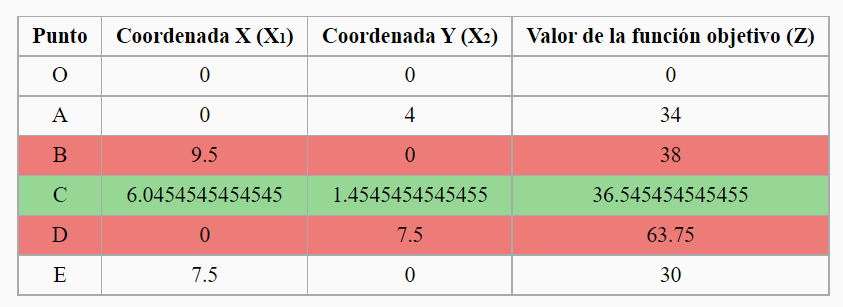 Punto Coordenada X (X₁) Coordenada Y (X₂) Valor de la función objetivo (Z)
O 0 0 0
A 0 4 34
B 9.5 0 38
C 6.0454545454545 1.4545454545455 36.545454545455
D 0 7.5 63.75
E 7.5 0 30